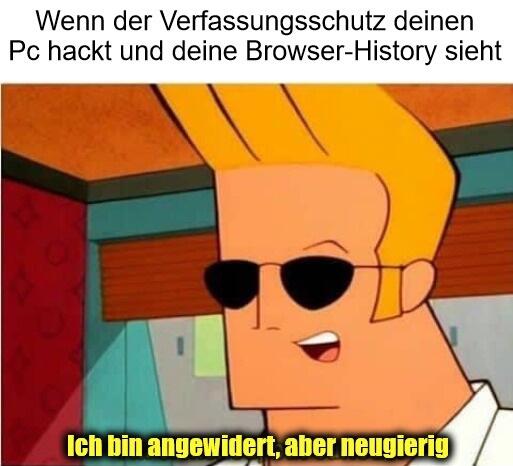 Wenn der Verfassungsschutz deinen
Pc hackt und deine Browser-History sieht
Ich bin angewidert, aber neugierig